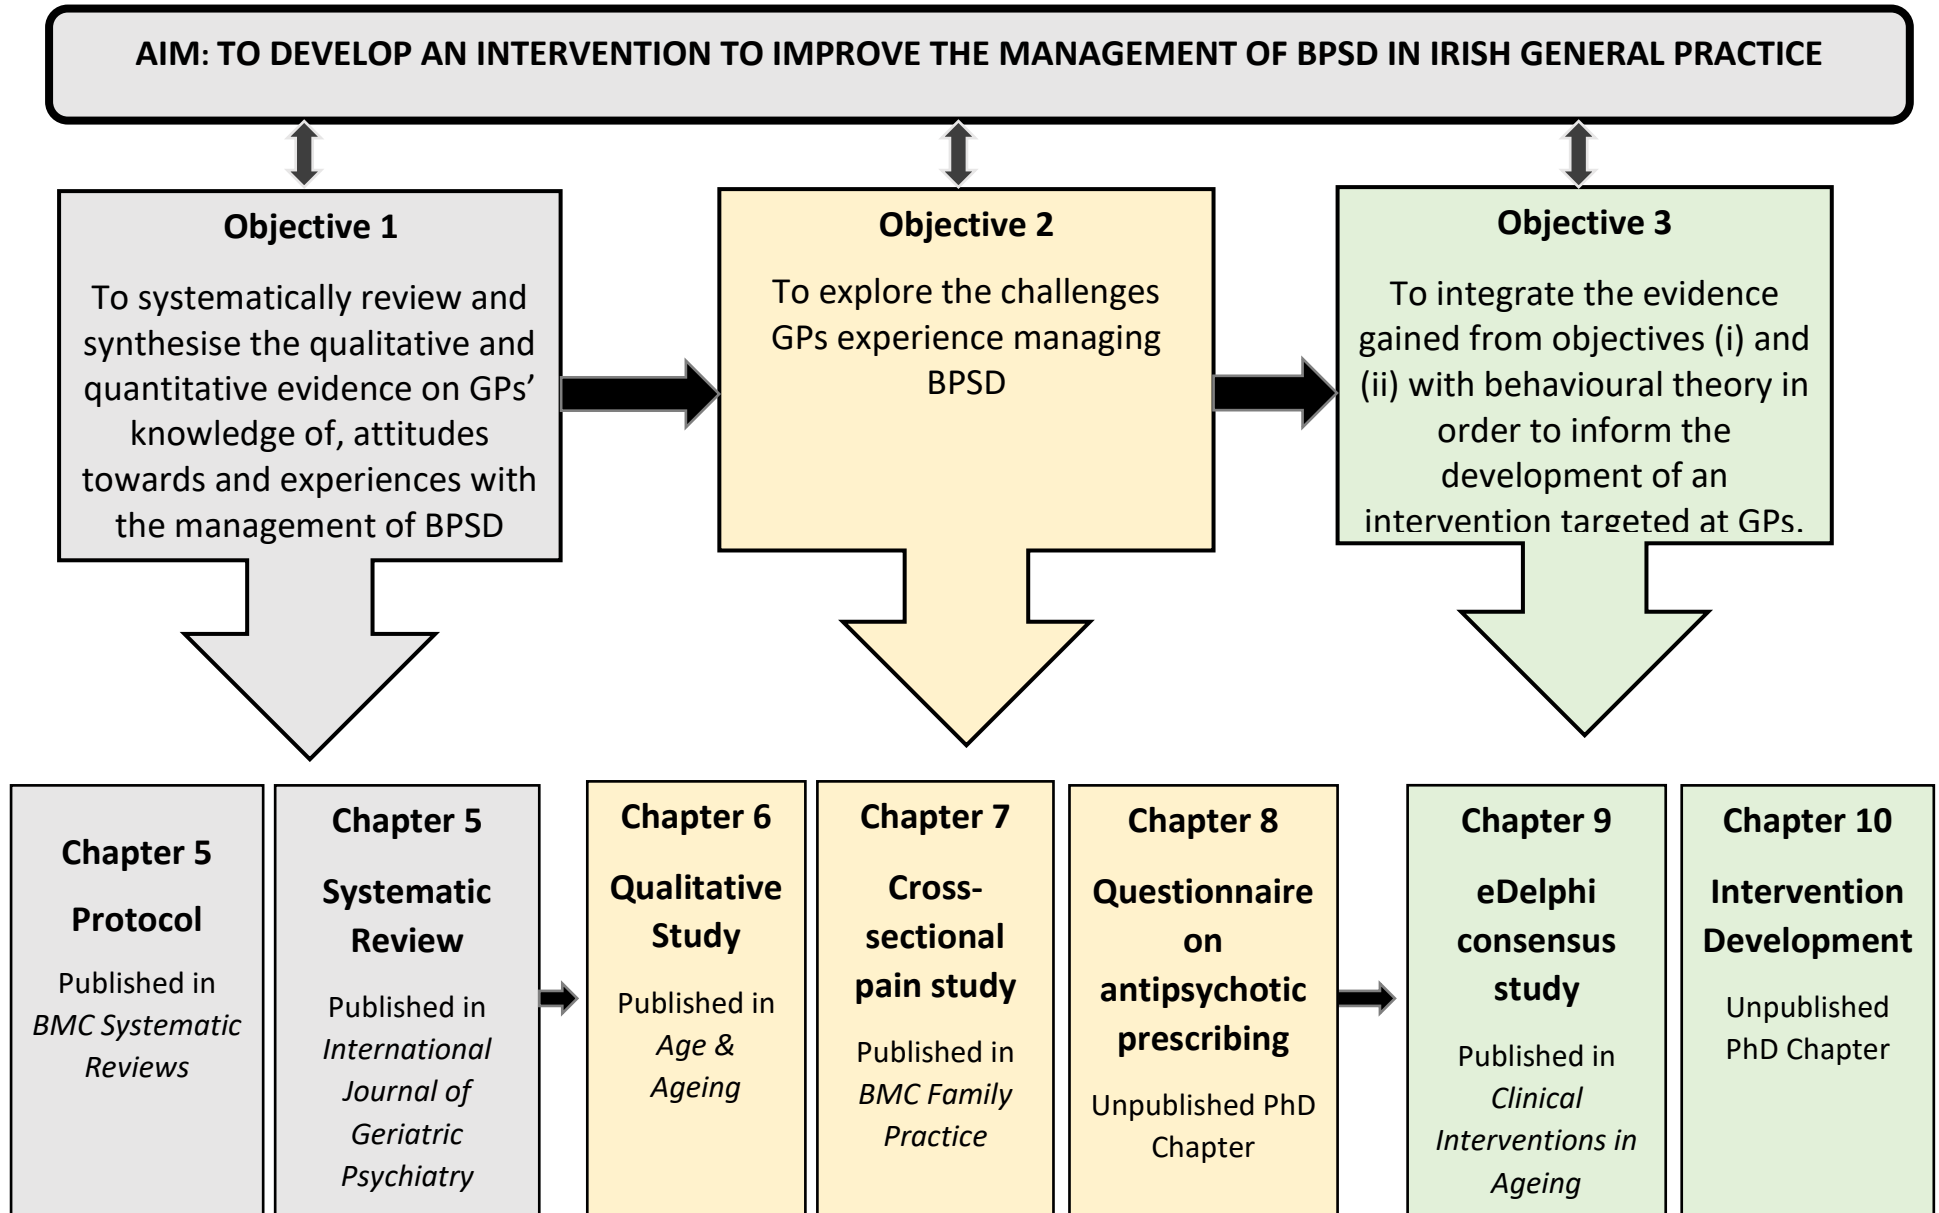 AIM: TO DEVELOP AN INTERVENTION TO IMPROVE THE MANAGEMENT OF BPSD IN IRISH GENERAL PRACTICE
Objective 1
To systematically review and
synthesise the qualitative and
quantitative evidence on GPs’
knowledge of, attitudes
towards and experiences with
the management of BPSD
Objective 2
To explore the challenges
GPs experience managing
BPSD
Objective 3
To integrate the evidence
gained from objectives (i) and
(ii) with behavioural theory in
order to inform the
development of an
intervention targeted at GPs.
Chapter 5
Protocol
Published in
BMC Systematic
Reviews
Chapter 5
Systematic
Review
Published in
International
Journal of
Geriatric
Psychiatry
Chapter 6
Qualitative
Study
Published in
Age &
Ageing
Chapter 7
Cross-
sectional
pain study
Published in
BMC Family
Practice
Chapter 8
Questionnaire
on
antipsychotic
prescribing
Unpublished PhD
Chapter
Chapter 9
eDelphi
consensus
study
Published in
Clinical
Interventions in
Ageing
Chapter 10
Intervention
Development
Unpublished
PhD Chapter